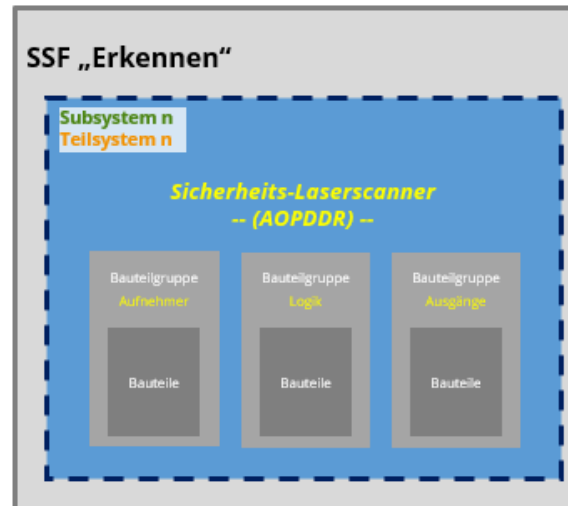 SSF „Erkennen“
Subsystem n
Teilsystem n
Sicherheits-Laserscanner
-- (AOPDDR) --
Bauteilgruppe
Aufnehmer
Bauteile
Bauteilgruppe
Logik
Bauteile
Bauteilgruppe
Ausgänge
Bauteile